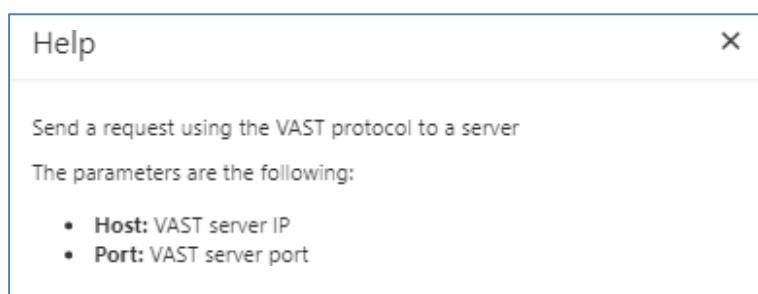 Help
Send a request using the VAST protocol to a server
The parameters are the following:
• Host: VAST server IP
• Port: VAST server port